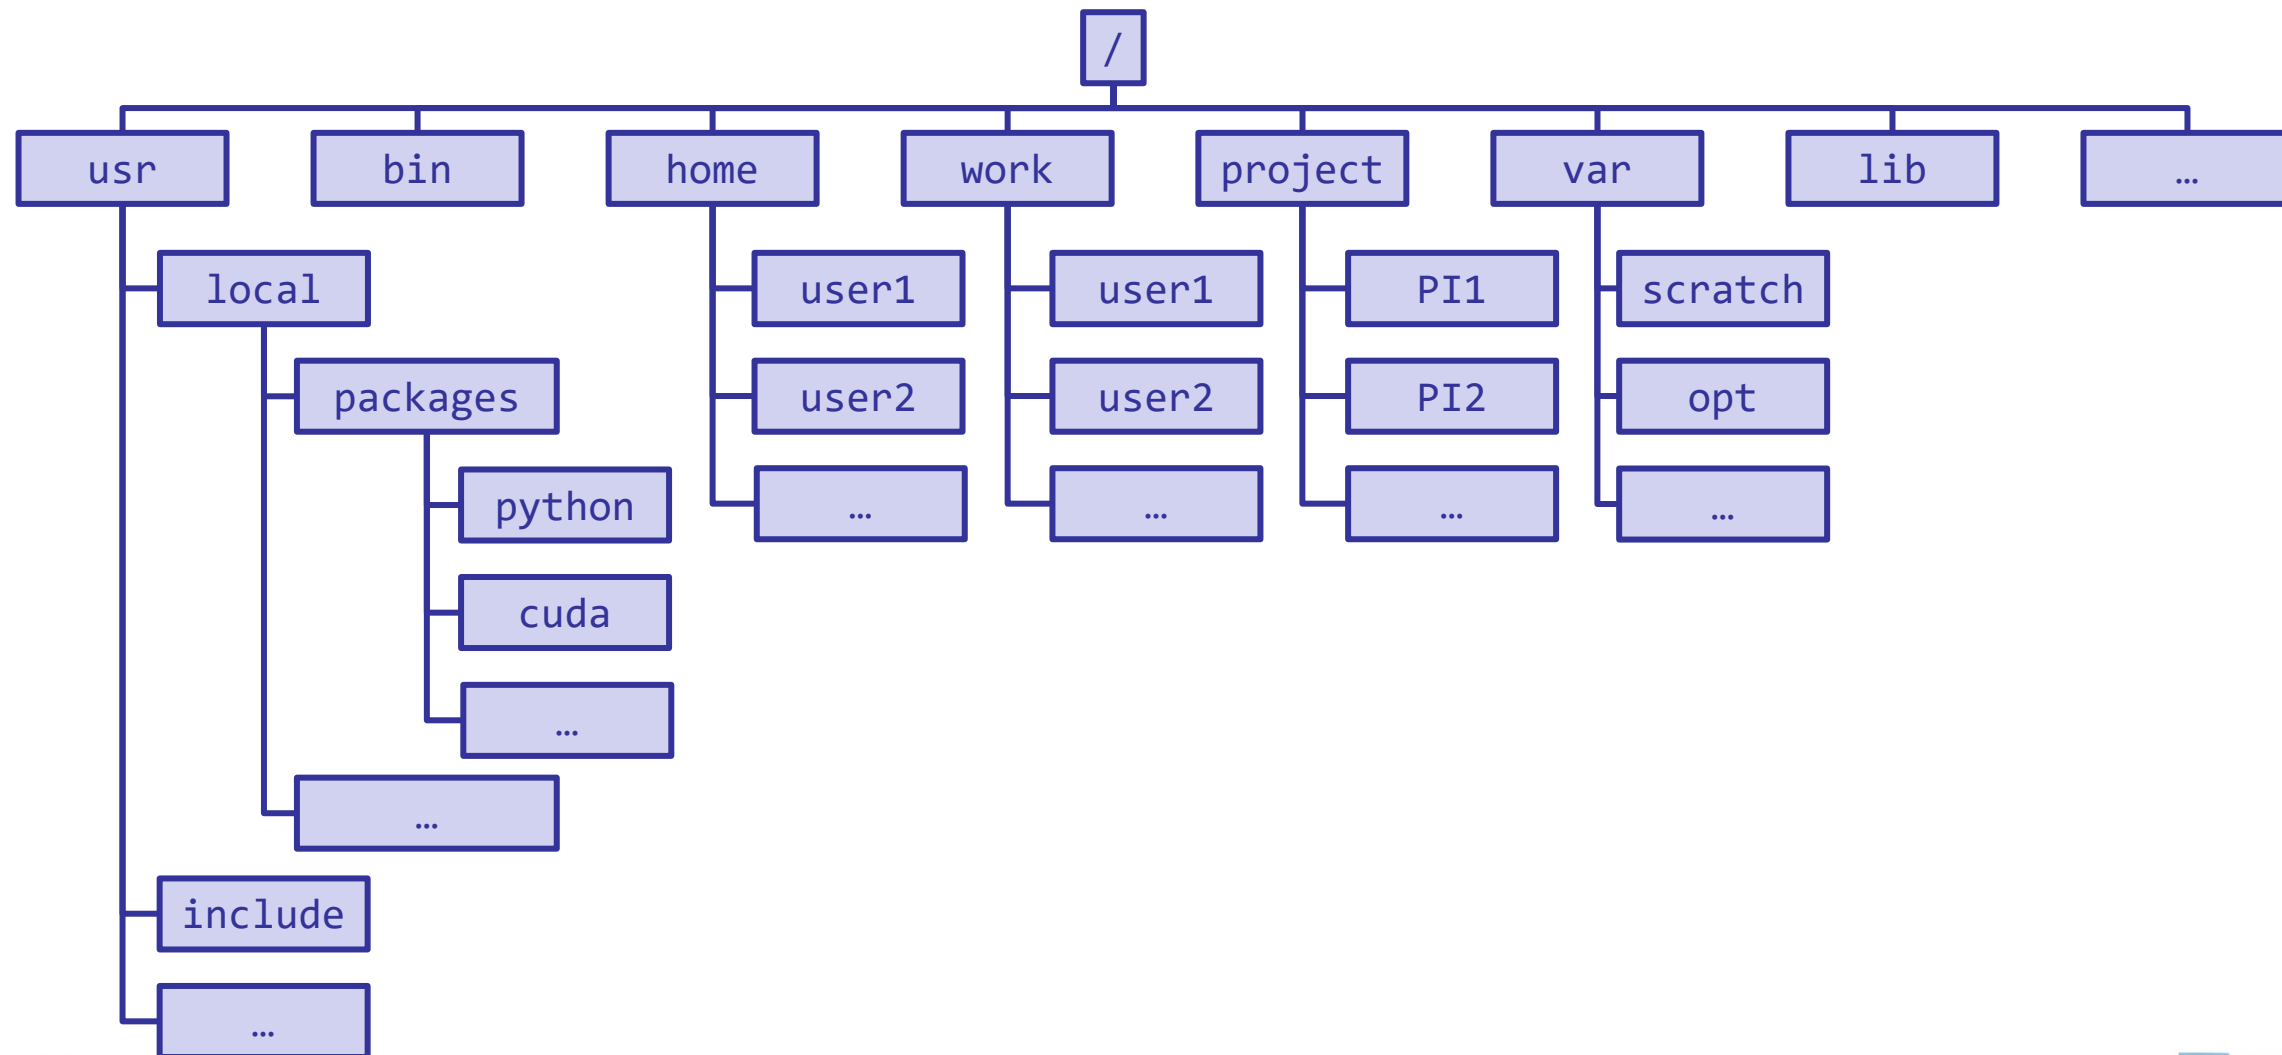 /
usr bin home work project var lib …
local user1 user1 PI1 scratch
packages user2 user2 PI2 opt
python … … … …
cuda
…
…
include
…